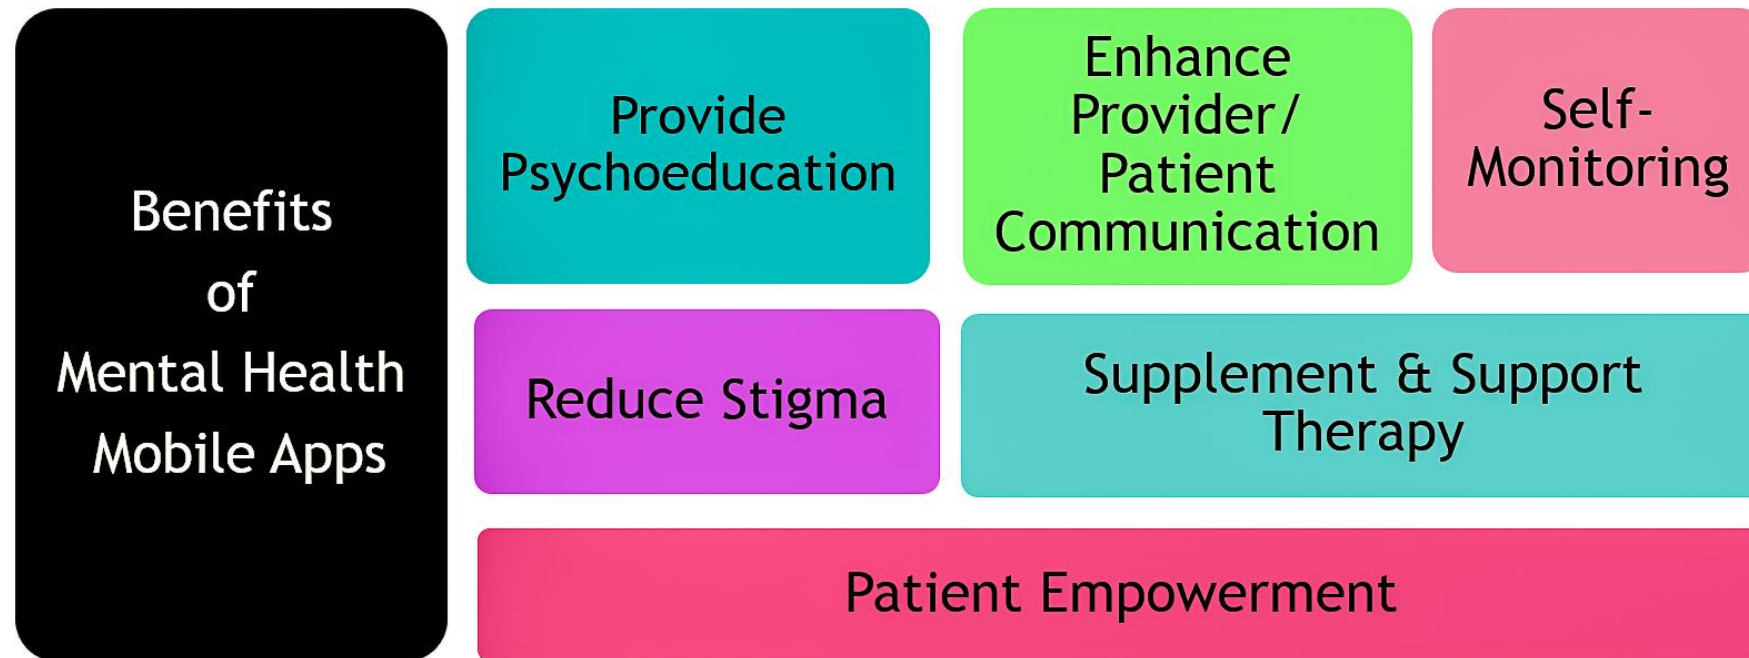 Benefits
of
Mental Health
Mobile Apps
Provide
Psychoeducation
Enhance
Provider/
Patient
Communication
Self-
Monitoring
Reduce Stigma
Supplement & Support
Therapy
Patient Empowerment